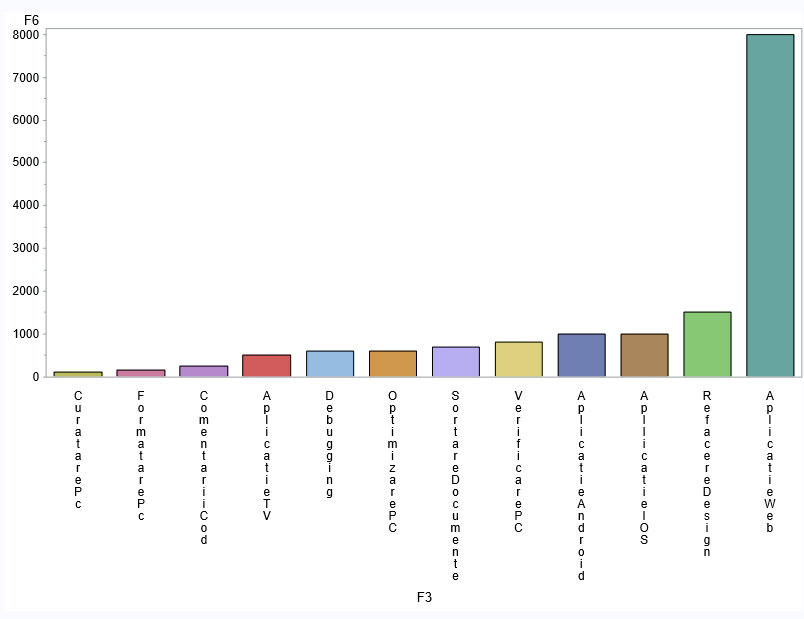 F6
8000
7000
6000
5000
4000
3000
2000
1000
0
CuratarePc
FormatarePc
ComentariiCod
AplicatieTV
Debugging
OptimizarePC
SortareDocumente
VerificarePC
AplicatieAndroid
ApllicatieIOS
RefacereDesign
AplicatieWeb
F3